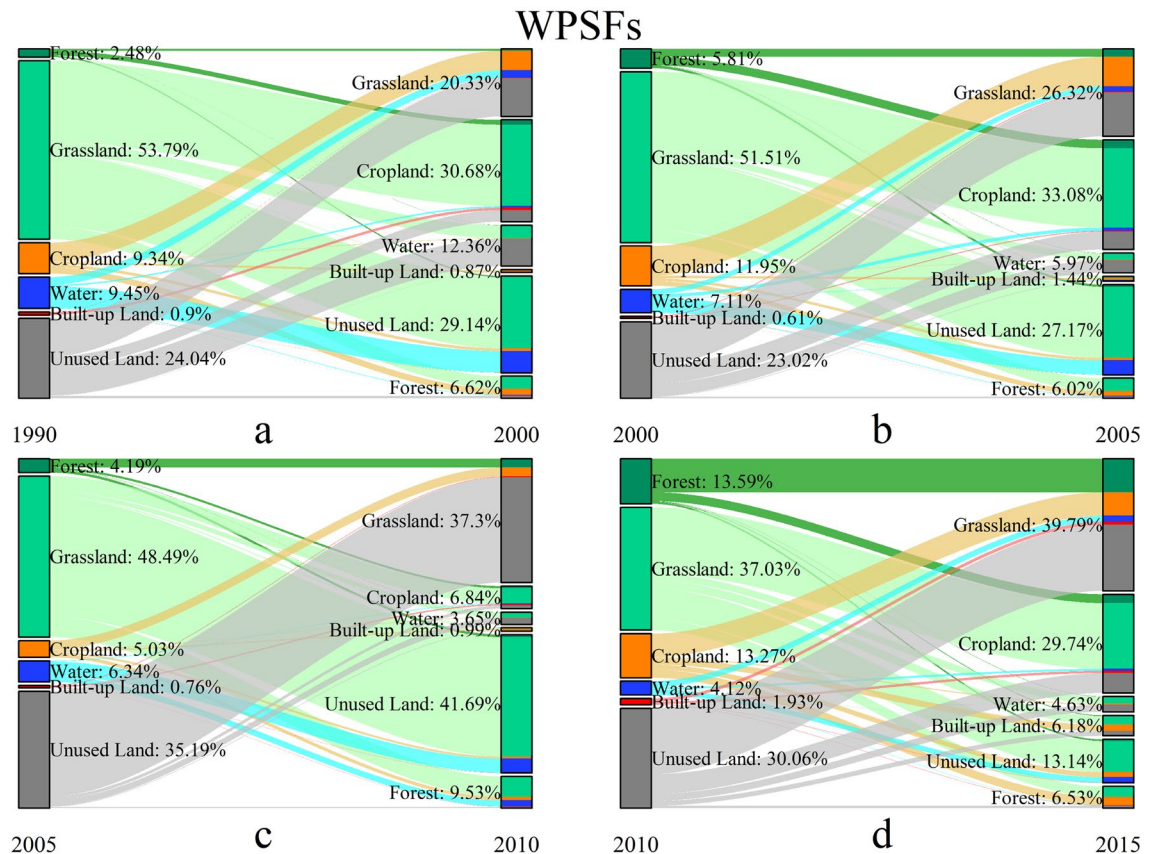 WPSFs
Forest: 2.48%
Grassland: 53.79%
Cropland: 9.34%
Water: 9.45%
Built-up Land: 0.9%
Unused Land: 24.04%
Grassland: 20.33%
Cropland: 30.68%
Water: 12.36%
Built-up Land: 0.87%
Unused Land: 29.14%
Forest: 6.62%
1990
a
2000
Forest: 5.81%
Grassland: 51.51%
Cropland: 11.95%
Water: 7.11%
Built-up Land: 0.61%
Unused Land: 23.02%
Grassland: 26.32%
Cropland: 33.08%
Water: 5.97%
Built-up Land: 1.44%
Unused Land: 27.17%
Forest: 6.02%
2000
b
2005
Forest: 4.19%
Grassland: 48.49%
Cropland: 5.03%
Water: 6.34%
Built-up Land: 0.76%
Unused Land: 35.19%
Grassland: 37.3%
Cropland: 6.84%
Water: 3.65%
Built-up Land: 0.99%
Unused Land: 41.69%
Forest: 9.53%
2005
c
2010
Forest: 13.59%
Grassland: 37.03%
Cropland: 13.27%
Water: 4.12%
Built-up Land: 1.93%
Unused Land: 30.06%
Grassland: 39.79%
Cropland: 29.74%
Water: 4.63%
Built-up Land: 6.18%
Unused Land: 13.14%
Forest: 6.53%
2010
d
2015